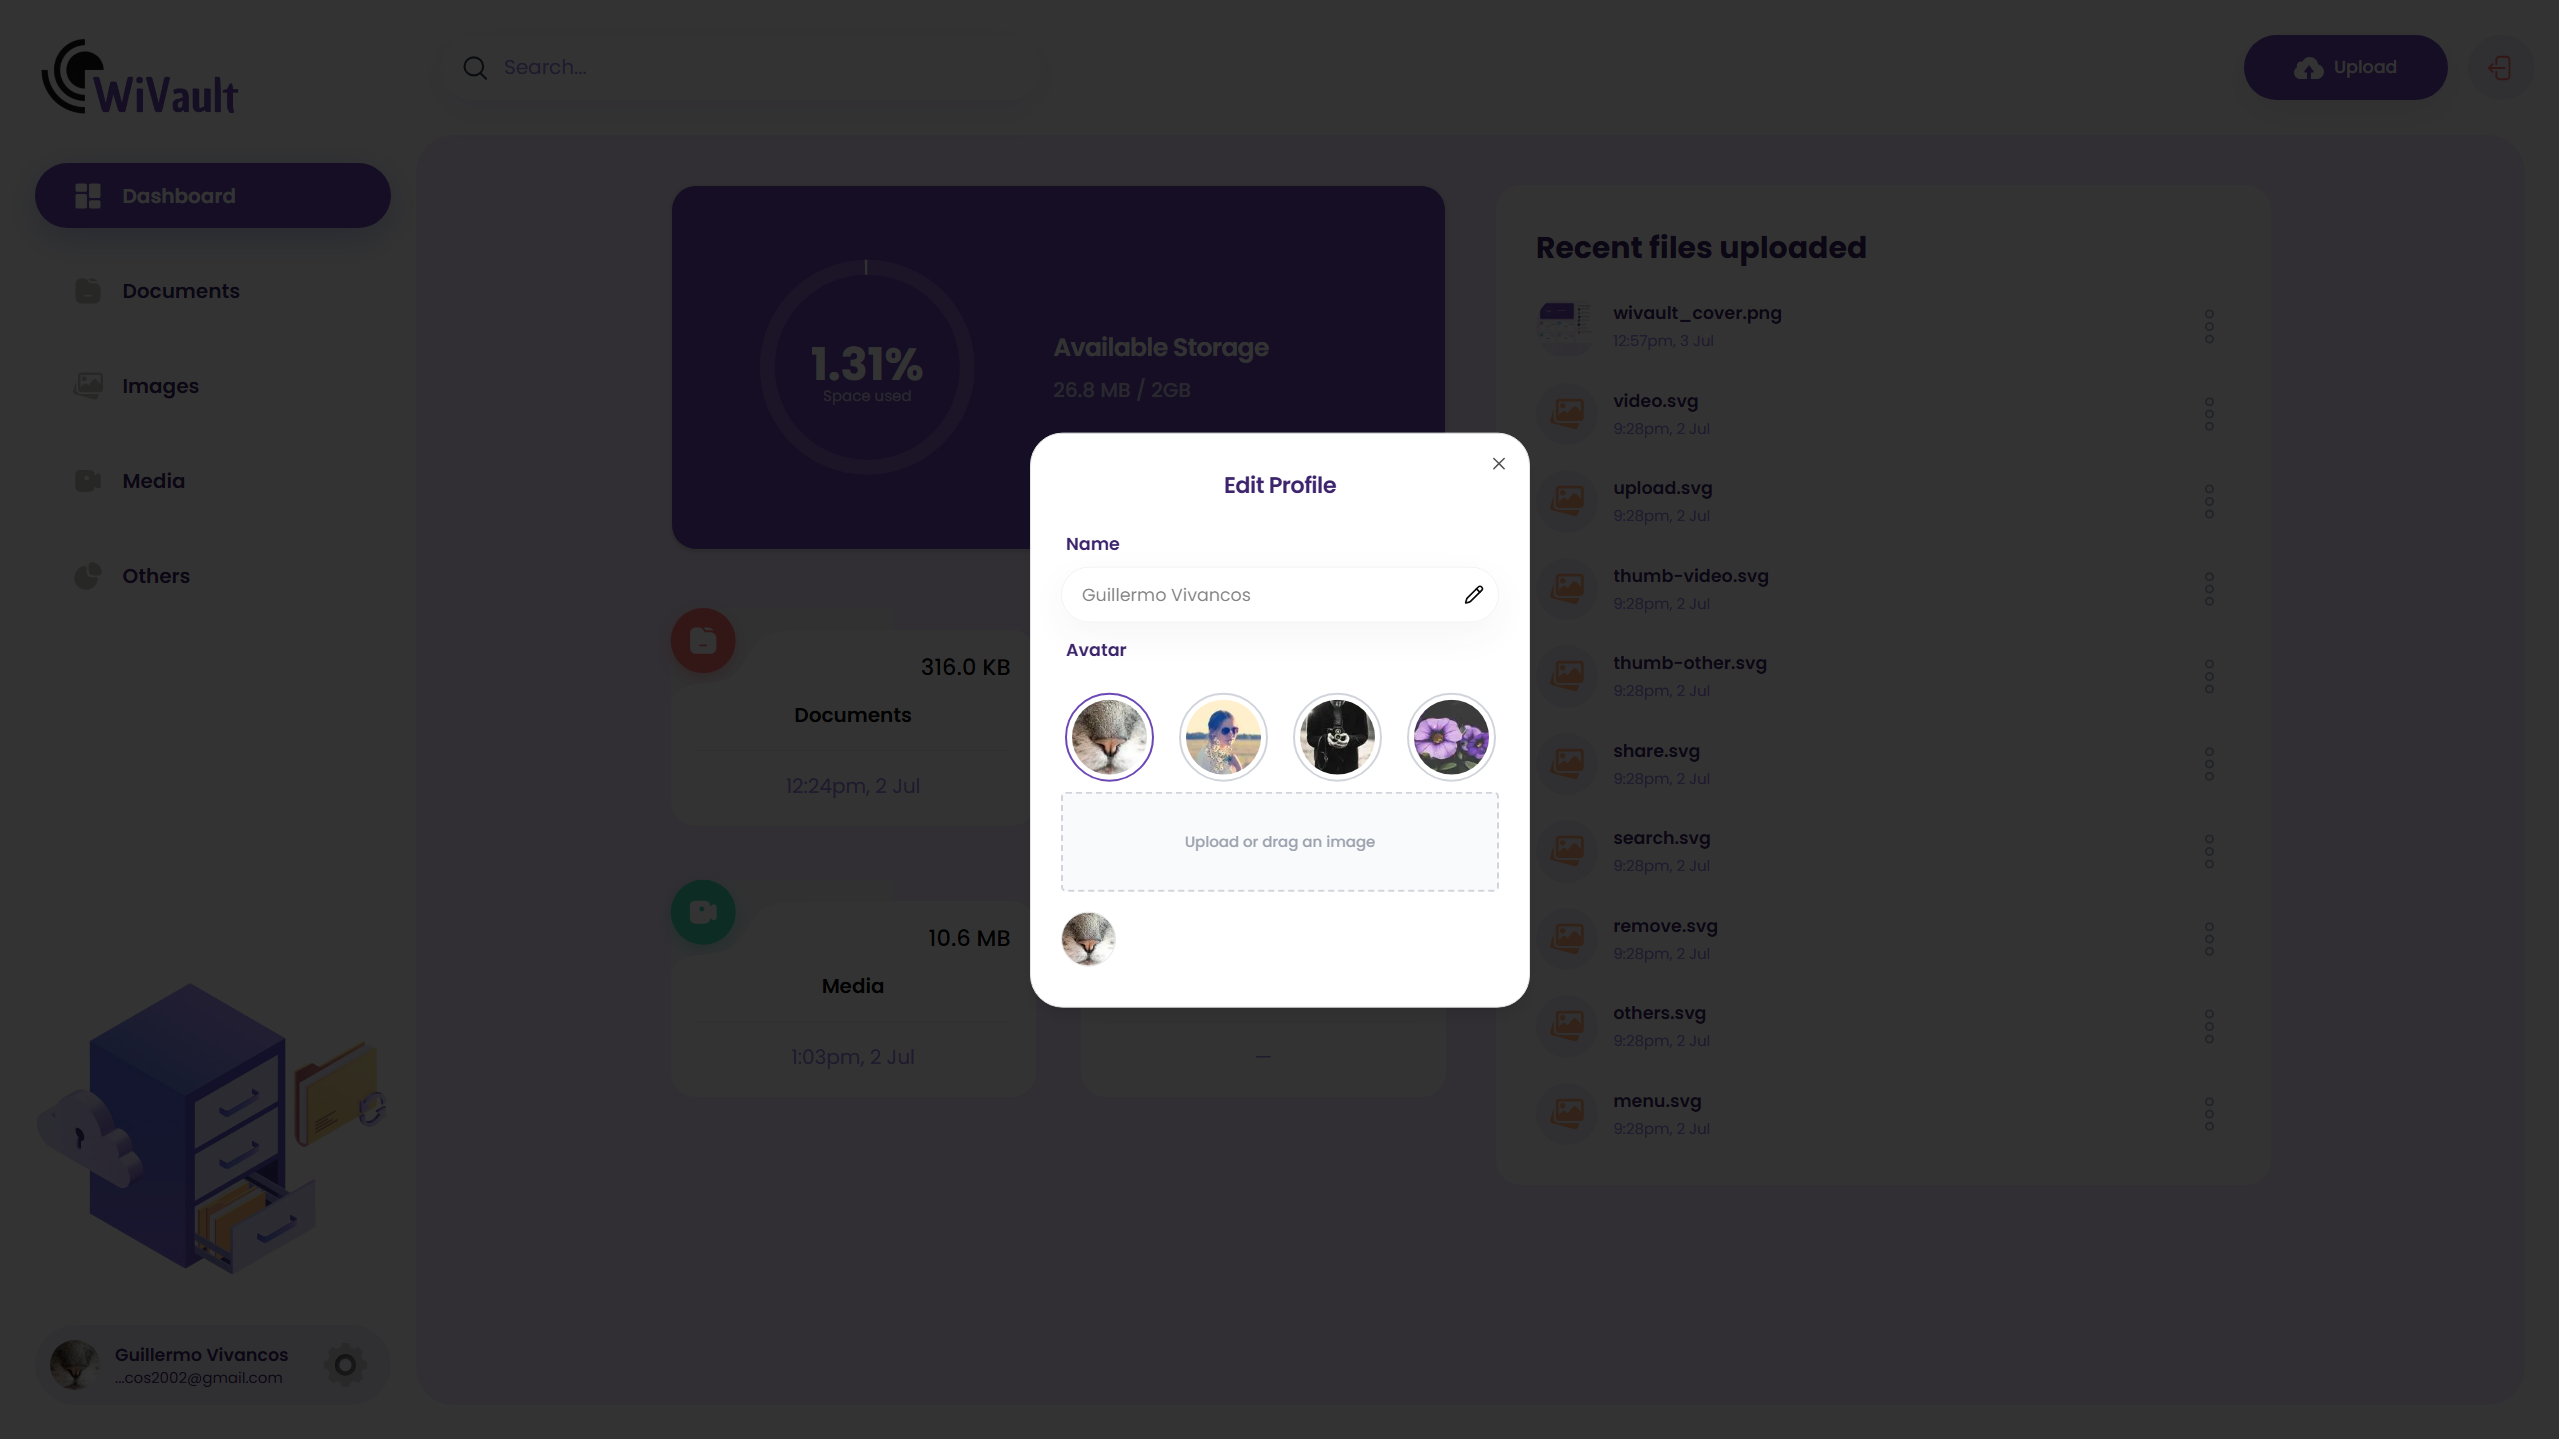 WiVault
Search...
Upload
Dashboard
Documents
Images
Media
Others
1.31%
Space used
Available Storage
26.8 MB / 2GB
Recent files uploaded
wivault_cover.png
12:57pm, 3 Jul
video.svg
9:28pm, 2 Jul
upload.svg
9:28pm, 2 Jul
thumb-video.svg
9:28pm, 2 Jul
thumb-other.svg
9:28pm, 2 Jul
share.svg
9:28pm, 2 Jul
search.svg
9:28pm, 2 Jul
remove.svg
9:28pm, 2 Jul
others.svg
9:28pm, 2 Jul
menu.svg
9:28pm, 2 Jul
316.0 KB
Documents
12:24pm, 2 Jul
10.6 MB
Media
1:03pm, 2 Jul
—
Edit Profile
Name
Guillermo Vivancos
Avatar
Upload or drag an image
Guillermo Vivancos
...cos2002@gmail.com